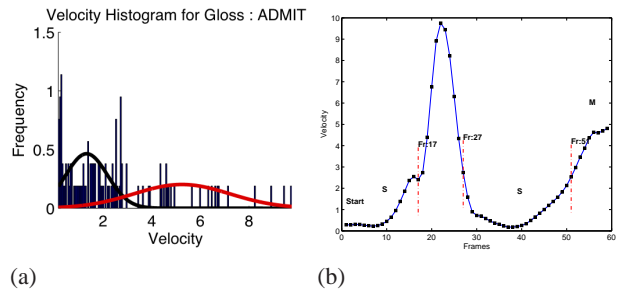 Velocity Histogram for Gloss : ADMIT
1.5
1
0.5
0
Frequency
2 4 6 8
Velocity
(a)
10
9
8
7
6
5
4
3
2
1
0
Velocity
Start
S
Fr:17
Fr:27
S
Fr:51
M
0 10 20 30 40 50 60
Frames
(b)